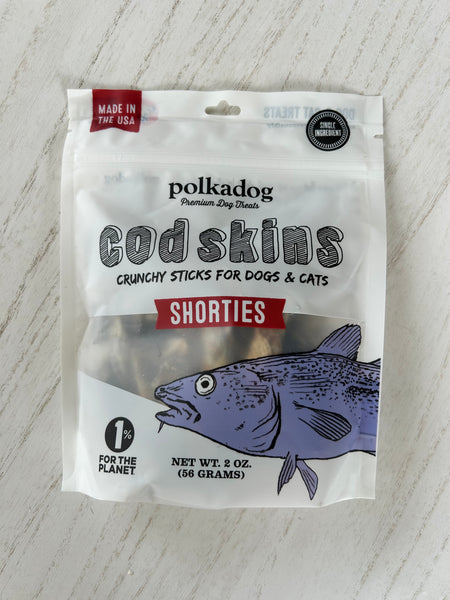 MADE IN
THE USA
SINGLE
INGREDIENT
polkadog
Premium Dog Treats
cod skins
CRUNCHY STICKS FOR DOGS & CATS
SHORTIES
1%
FOR THE
PLANET
NET WT. 2 OZ.
(56 GRAMS)